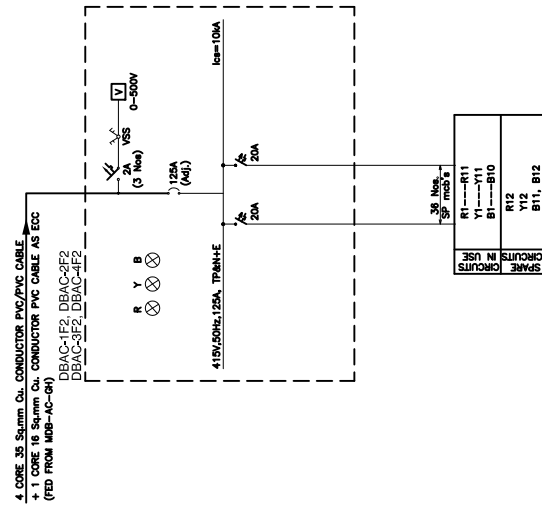 4 CORE 35 Sq.mm Cu. CONDUCTOR PVC/PVC CABLE
+ 1 CORE 16 Sq.mm Cu. CONDUCTOR PVC CABLE AS ECC
(FED FROM MDB-AC-GH)
DBAC-1F2, DBAC-2F2
DBAC-3F2, DBAC-4F2
R Y B
2A
(3 Nos)
VSS
V
0-500V
125A
(Adj.)
415V,50Hz,125A, TP&N+E
Ics=10kA
20A
20A
36 Nos.
SP mcb's
CIRCUITS
IN USE
R1----R11
Y1----Y11
B1----B10
SPARE
CIRCUITS
R12
Y12
B11, B12